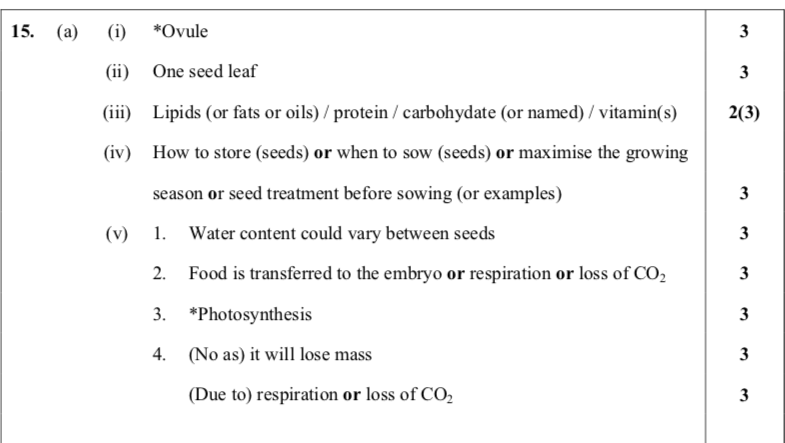 15. (a) (i) *Ovule 3
(ii) One seed leaf 3
(iii) Lipids (or fats or oils) / protein / carbohydate (or named) / vitamin(s) 2(3)
(iv) How to store (seeds) or when to sow (seeds) or maximise the growing
season or seed treatment before sowing (or examples) 3
(v) 1. Water content could vary between seeds 3
2. Food is transferred to the embryo or respiration or loss of CO₂ 3
3. *Photosynthesis 3
4. (No as) it will lose mass 3
(Due to) respiration or loss of CO₂ 3